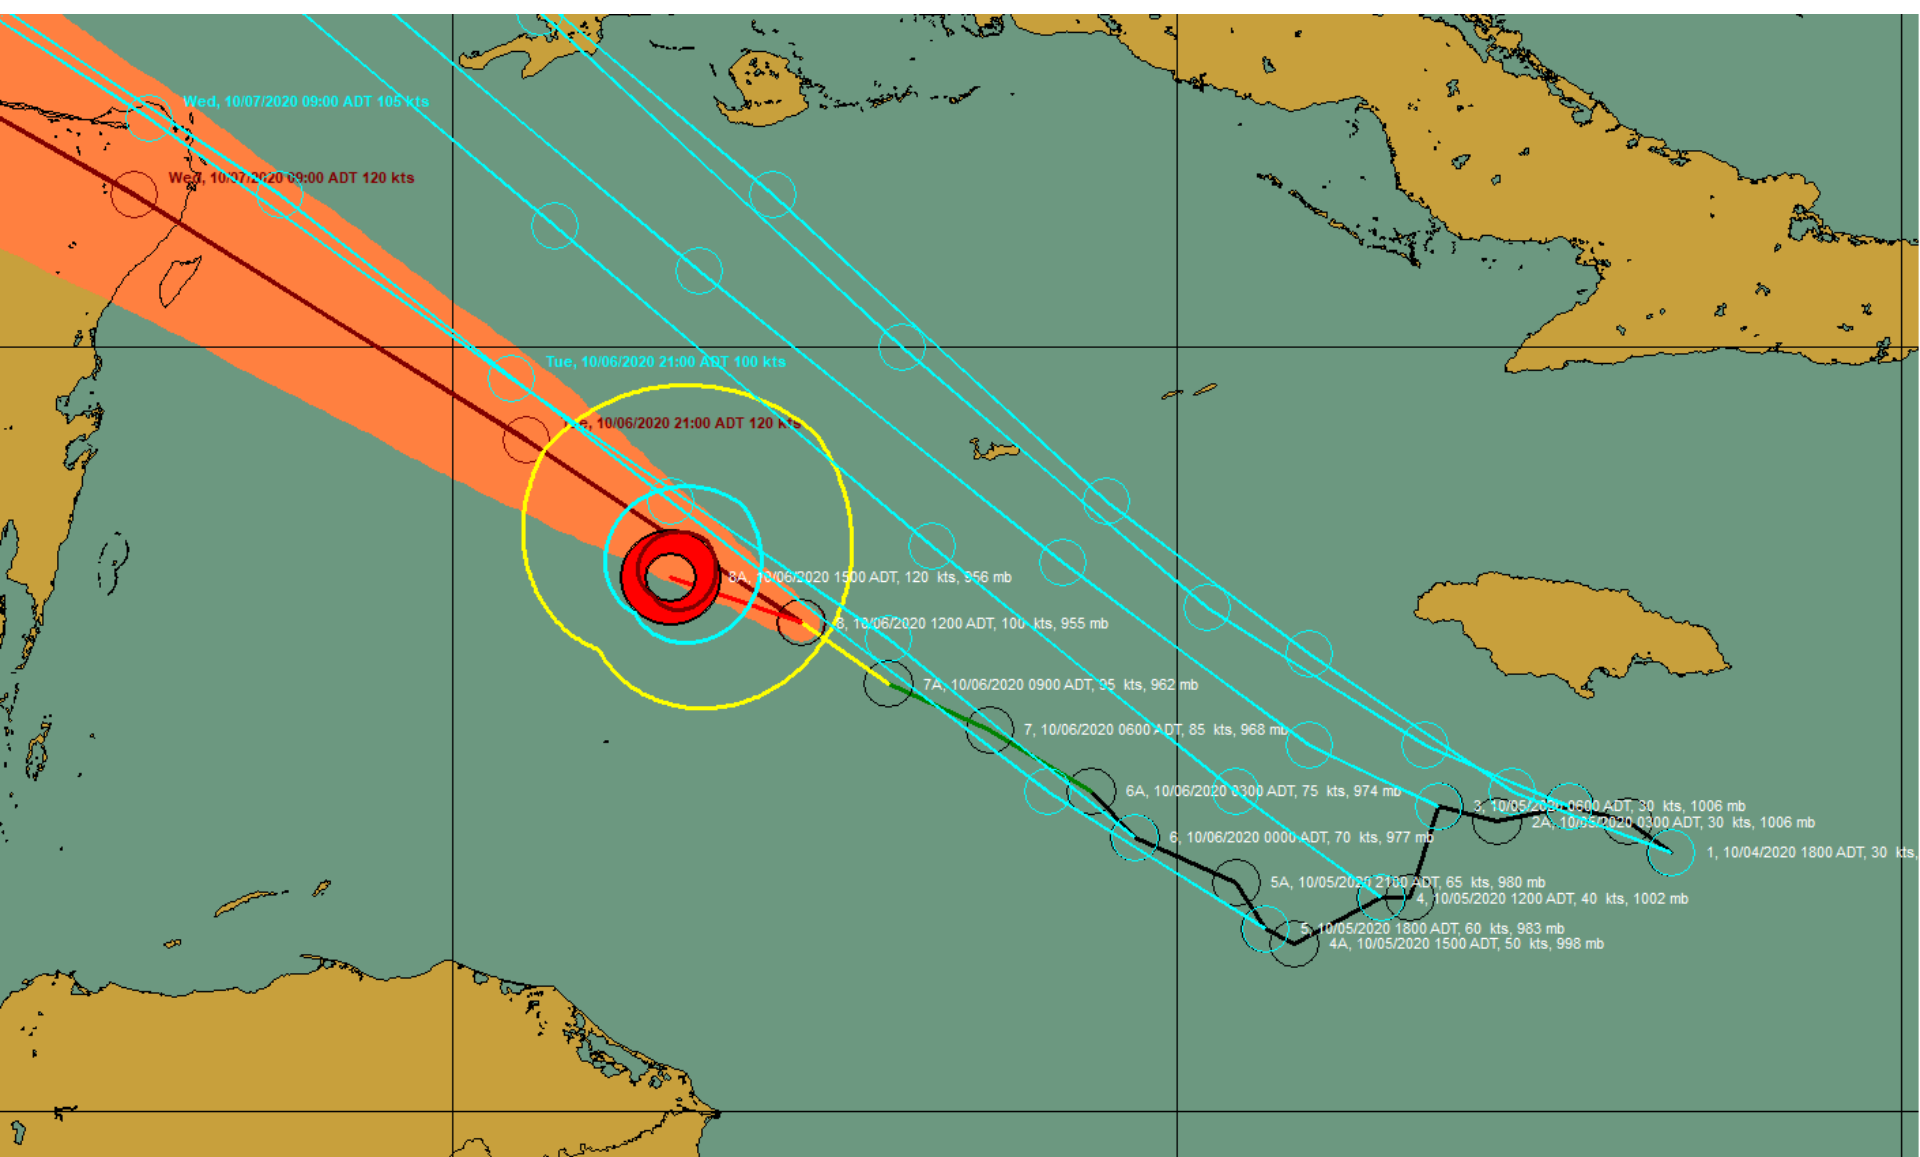 Wed, 10/07/2020 09:00 ADT 105 kts
Wed, 10/07/2020 09:00 ADT 120 kts
Tue, 10/06/2020 21:00 ADT 100 kts
Tue, 10/06/2020 21:00 ADT 120 kts
8A, 10/06/2020 1500 ADT, 120 kts, 956 mb
8, 10/06/2020 1200 ADT, 100 kts, 955 mb
7A, 10/06/2020 0900 ADT, 95 kts, 962 mb
7, 10/06/2020 0600 ADT, 85 kts, 968 mb
6A, 10/06/2020 0300 ADT, 75 kts, 974 mb
3, 10/05/2020 0600 ADT, 30 kts, 1006 mb
2A, 10/05/2020 0300 ADT, 30 kts, 1006 mb
6, 10/06/2020 0000 ADT, 70 kts, 977 mb
1, 10/04/2020 1800 ADT, 30 kts,
5A, 10/05/2020 2100 ADT, 65 kts, 980 mb
4, 10/05/2020 1200 ADT, 40 kts, 1002 mb
5, 10/05/2020 1800 ADT, 60 kts, 983 mb
4A, 10/05/2020 1500 ADT, 50 kts, 998 mb